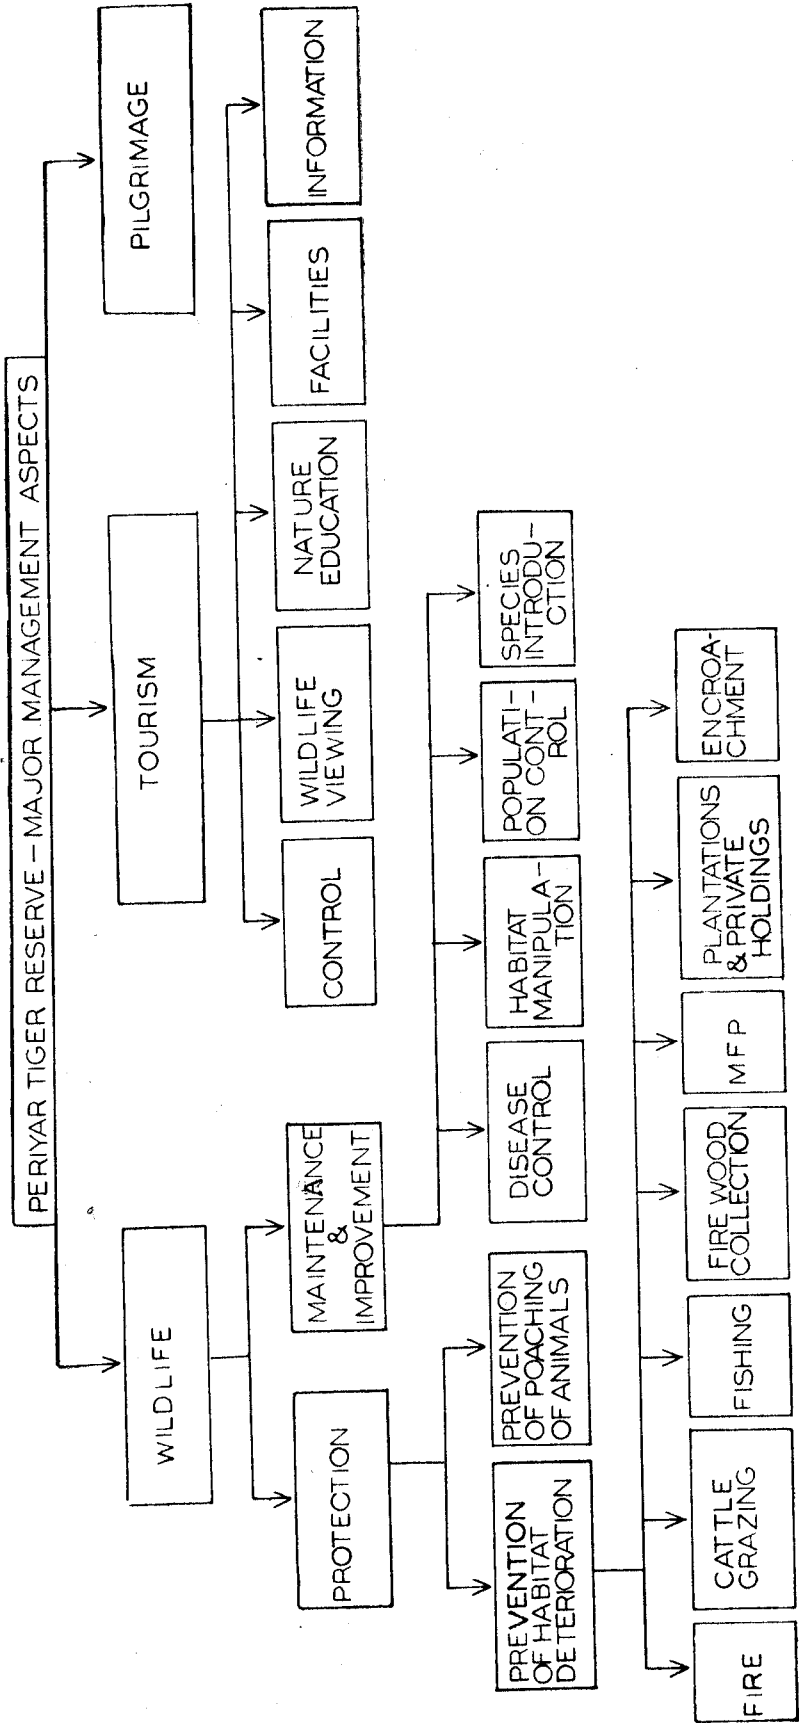 PERIYAR TIGER RESERVE - MAJOR MANAGEMENT ASPECTS
WILDLIFE
TOURISM
PILGRIMAGE
PROTECTION
MAINTENANCE
&
IMPROVEMENT
CONTROL
WILDLIFE
VIEWING
NATURE
EDUCATION
FACILITIES
INFORMATION
PREVENTION
OF HABITAT
DETERIORATION
PREVENTION
OF POACHING
OF ANIMALS
DISEASE
CONTROL
HABITAT
MANIPULA-
TION
POPULATI-
ON CONT-
ROL
SPECIES
INTRODU-
CTION
FIRE
CATTLE
GRAZING
FISHING
FIRE WOOD
COLLECTION
MFP
PLANTATIONS
& PRIVATE
HOLDINGS
ENCROA-
CHMENT